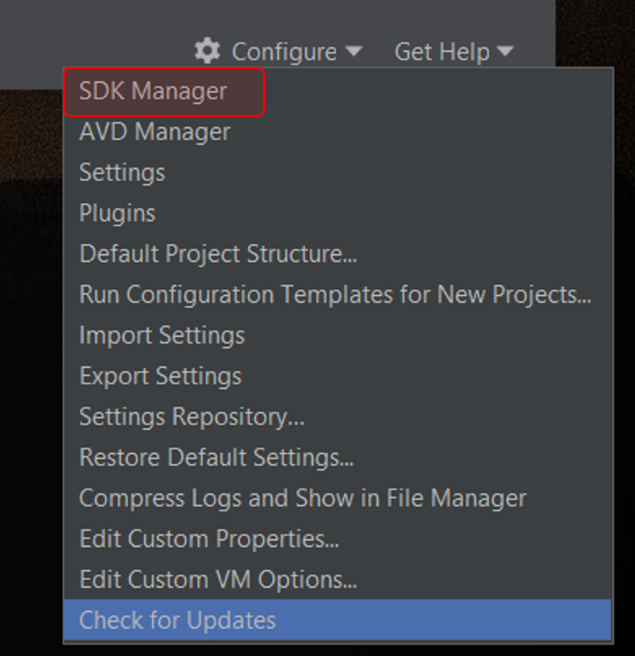 Configure Get Help
SDK Manager
AVD Manager
Settings
Plugins
Default Project Structure...
Run Configuration Templates for New Projects...
Import Settings
Export Settings
Settings Repository...
Restore Default Settings...
Compress Logs and Show in File Manager
Edit Custom Properties...
Edit Custom VM Options...
Check for Updates